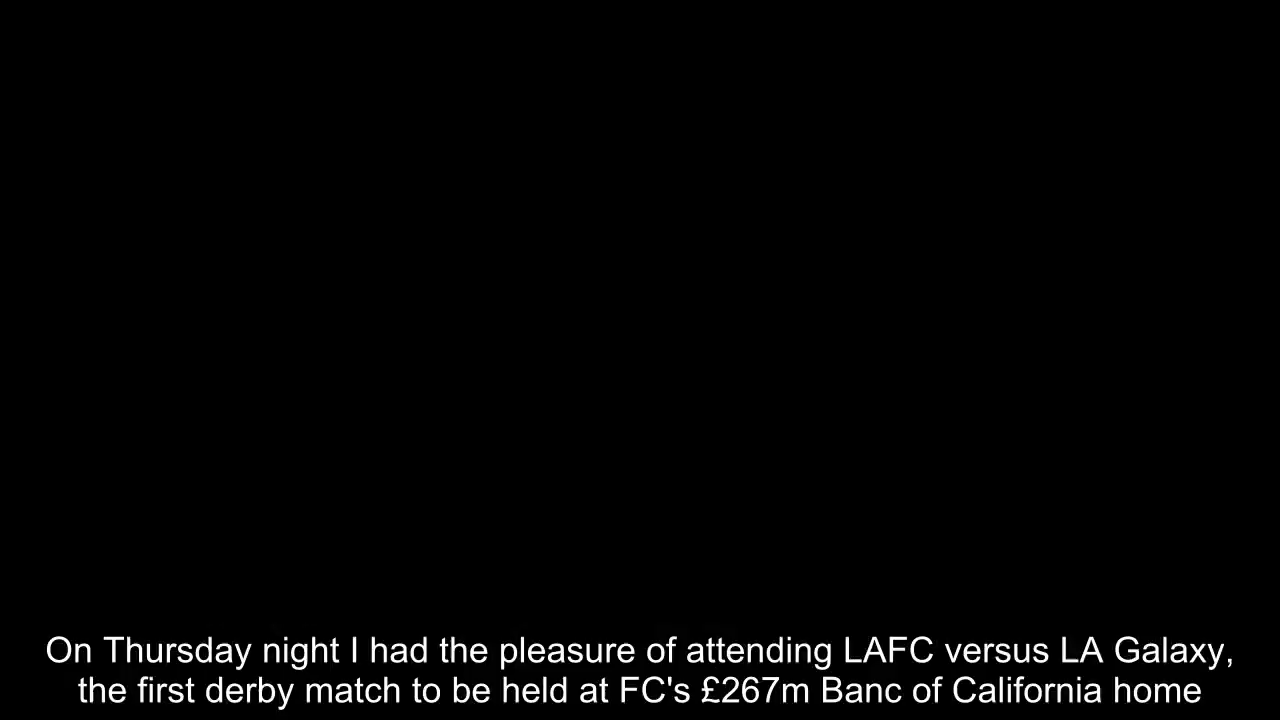 On Thursday night I had the pleasure of attending LAFC versus LA Galaxy,
the first derby match to be held at FC's £267m Banc of California home